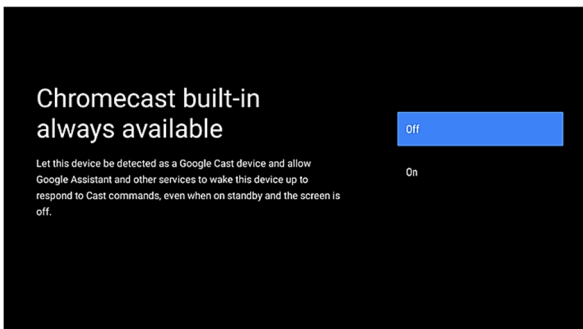 Chromecast built-in
always available
Let this device be detected as a Google Cast device and allow
Google Assistant and other services to wake this device up to
respond to Cast commands, even when on standby and the screen is
off.
Off
On